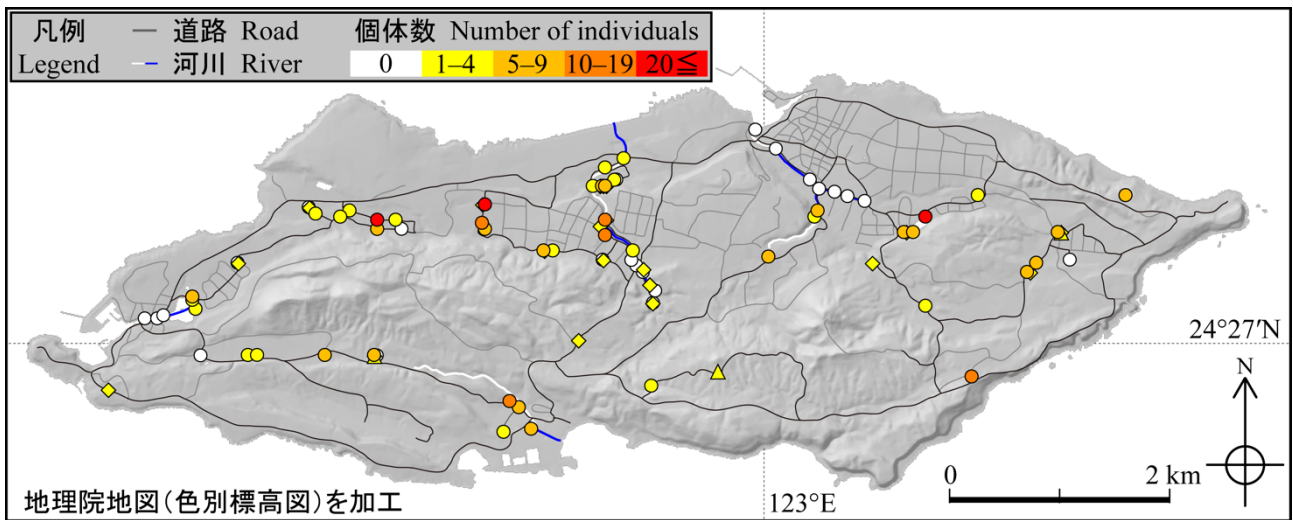 凡例 道路 Road 個体数 Number of individuals
Legend 河川 River 0 1–4 5–9 10–19 20≦
24°27′N
N
0 2 km
123°E
地理院地図(色別標高図)を加工